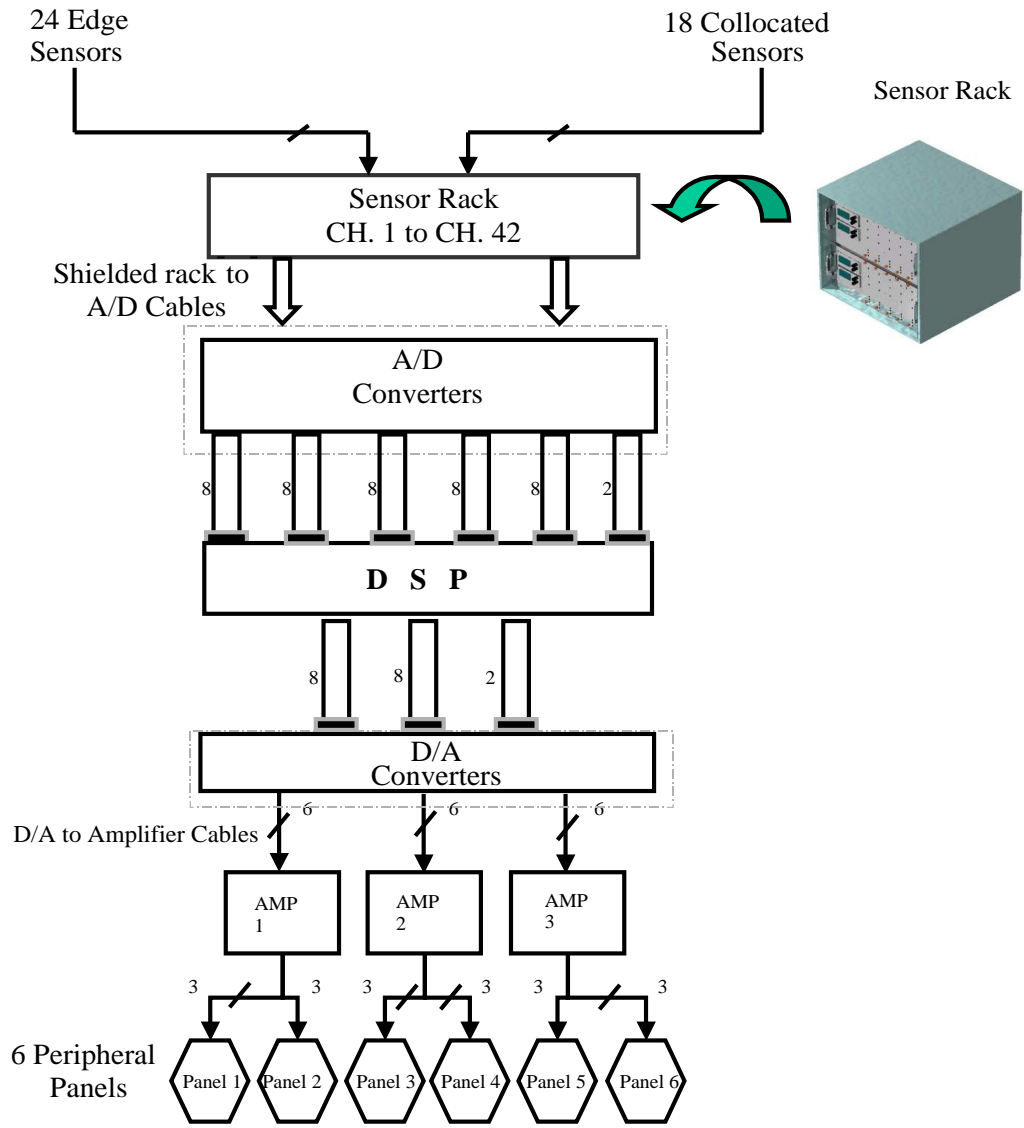 24 Edge
Sensors
18 Collocated
Sensors
Sensor Rack
Sensor Rack
CH. 1 to CH. 42
Shielded rack to
A/D Cables
A/D
Converters
8 8 8 8 8 2
D S P
8 8 2
D/A
Converters
6 6 6
D/A to Amplifier Cables
AMP
1
AMP
2
AMP
3
3 3 3 3 3 3
6 Peripheral
Panels
Panel 1 Panel 2 Panel 3 Panel 4 Panel 5 Panel 6